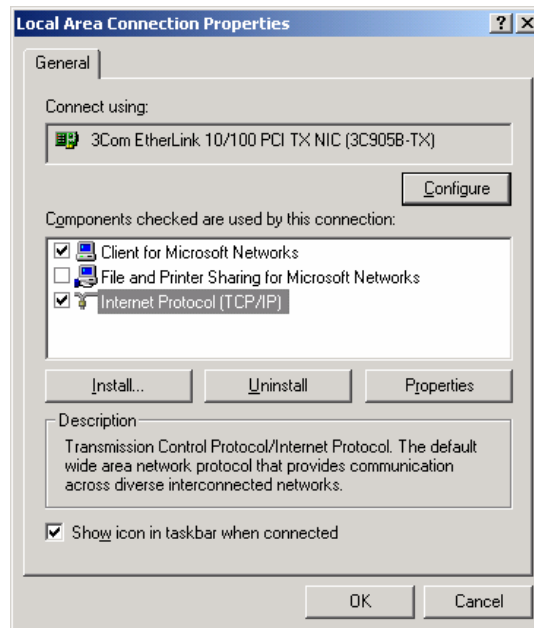 Local Area Connection Properties
General
Connect using:
3Com EtherLink 10/100 PCI TX NIC (3C905B-TX)
Configure
Components checked are used by this connection:
Client for Microsoft Networks
File and Printer Sharing for Microsoft Networks
Internet Protocol (TCP/IP)
Install... Uninstall Properties
Description
Transmission Control Protocol/Internet Protocol. The default
wide area network protocol that provides communication
across diverse interconnected networks.
Show icon in taskbar when connected
OK Cancel